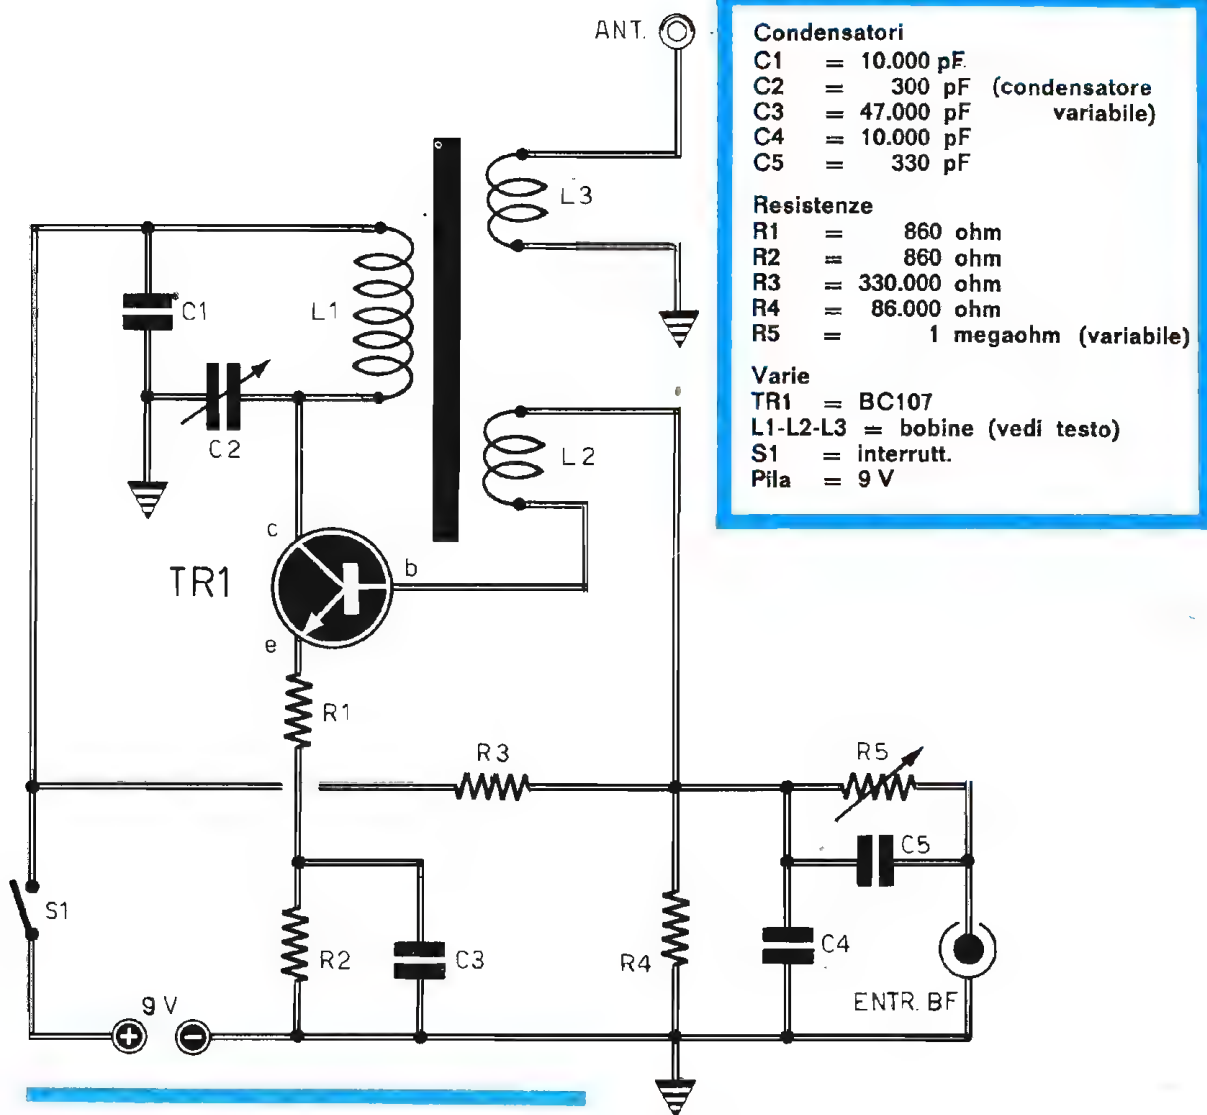 ANT.
Condensatori
C1 = 10.000 pF
C2 = 300 pF (condensatore
C3 = 47.000 pF variabile)
C4 = 10.000 pF
C5 = 330 pF
Resistenze
R1 = 860 ohm
R2 = 860 ohm
R3 = 330.000 ohm
R4 = 86.000 ohm
R5 = 1 megaohm (variabile)
Varie
TR1 = BC107
L1-L2-L3 = bobine (vedi testo)
S1 = interrutt.
Pila = 9 V
L3
C1
L1
C2
L2
c
TR1
b
e
R1
R3
R5
C5
S1
R2
C3
R4
C4
9 V
ENTR. BF
+
−